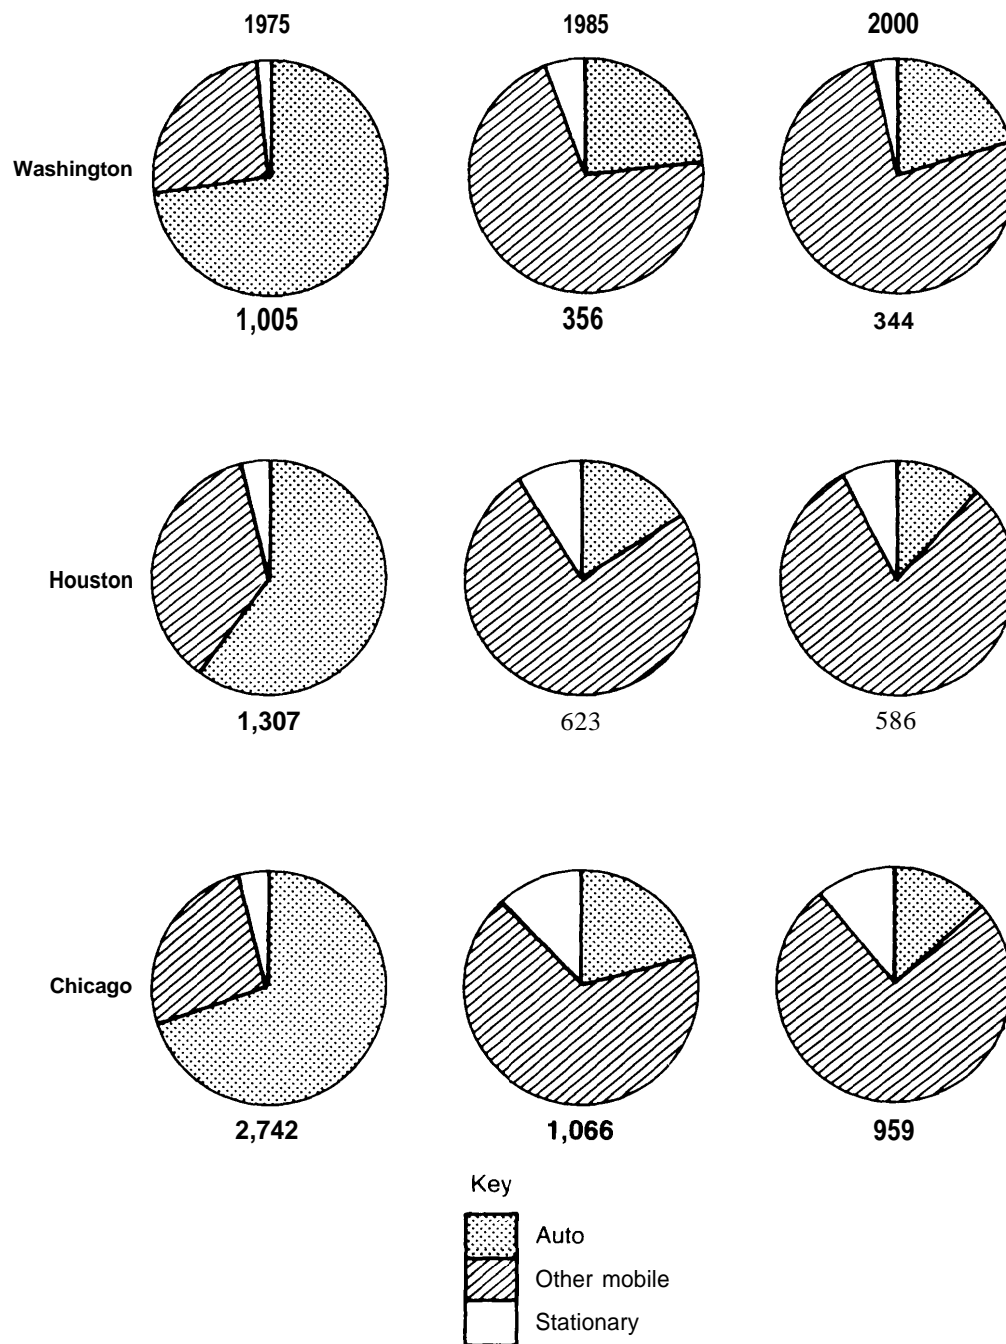 1975 1985 2000
Washington
1,005 356 344
Houston
1,307 623 586
Chicago
2,742 1,066 959
Key
Auto
Other mobile
Stationary